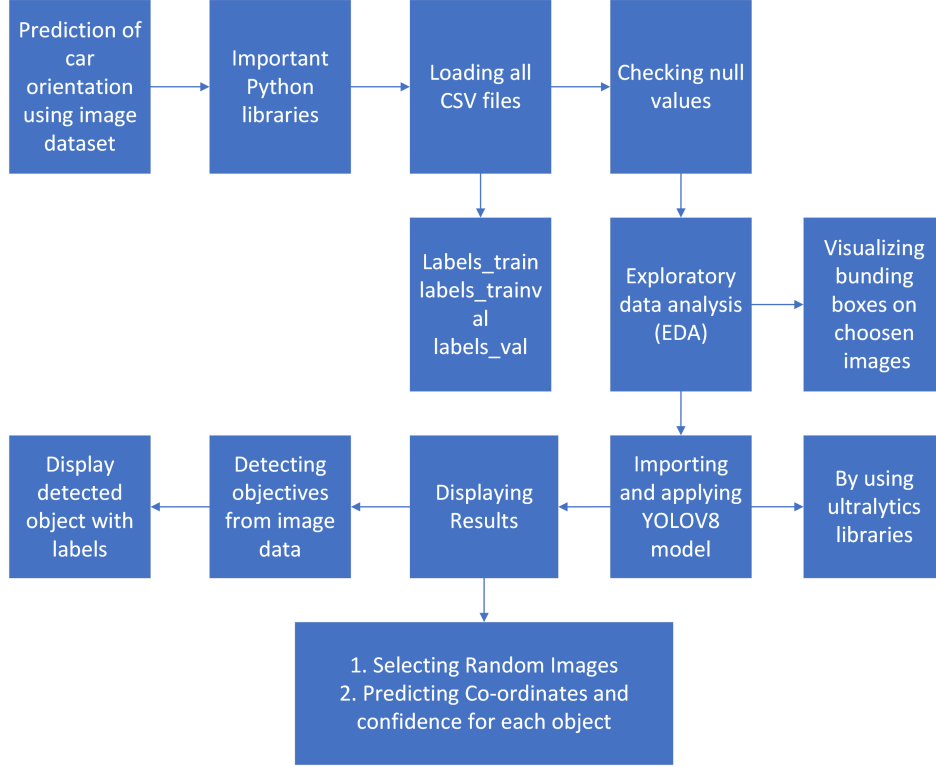 Prediction of
car
orientation
using image
dataset
Important
Python
libraries
Loading all
CSV files
Checking null
values
Labels_train
labels_trainv
al
labels_val
Exploratory
data analysis
(EDA)
Visualizing
bunding
boxes on
choosen
images
Display
detected
object with
labels
Detecting
objectives
from image
data
Displaying
Results
Importing
and applying
YOLOV8
model
By using
ultralytics
libraries
1. Selecting Random Images
2. Predicting Co-ordinates and
confidence for each object